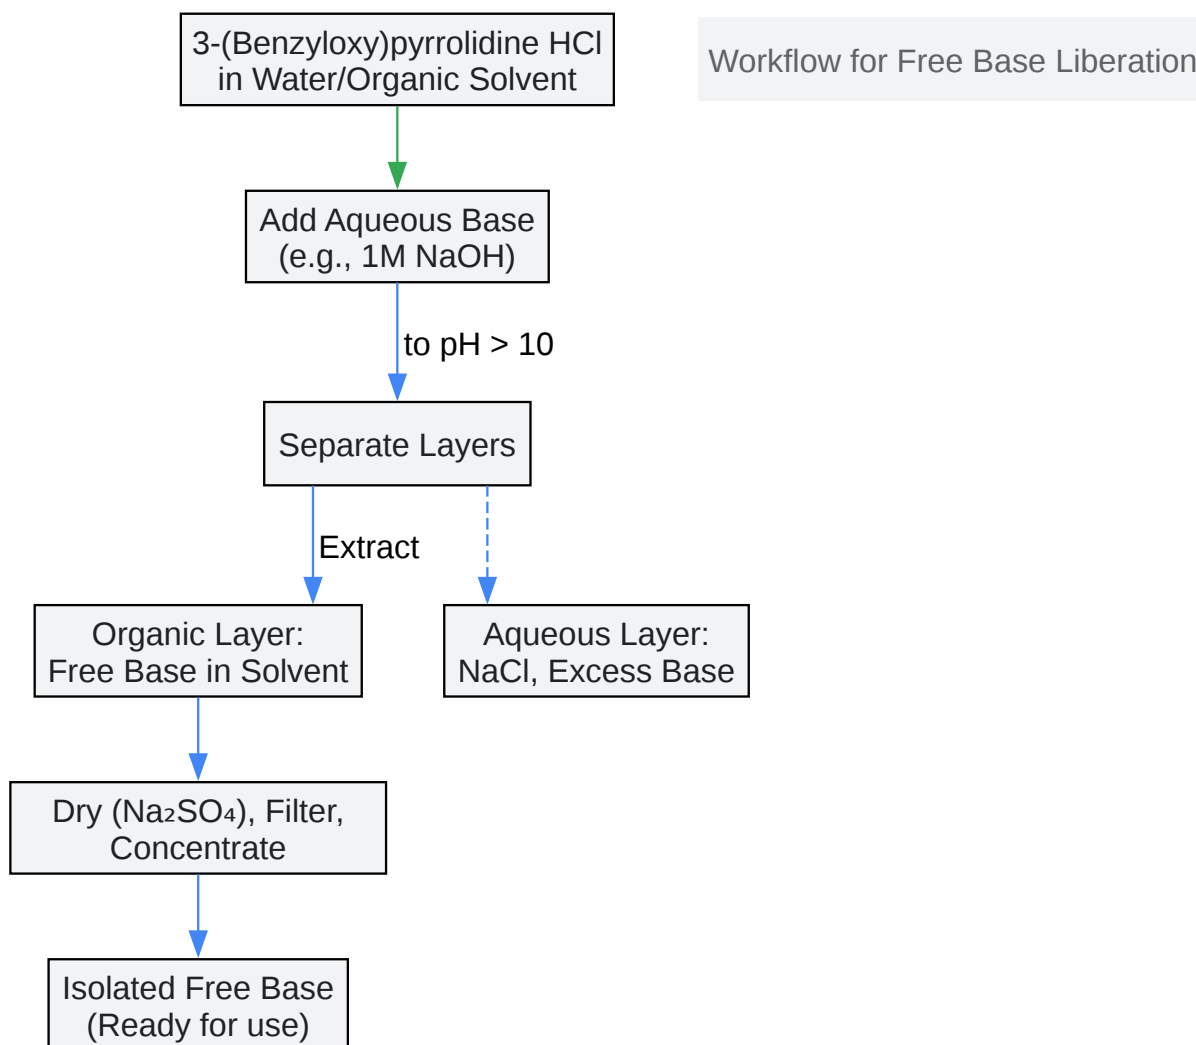 3-(Benzyloxy)pyrrolidine HCl
in Water/Organic Solvent
Workflow for Free Base Liberation
Add Aqueous Base
(e.g., 1M NaOH)
to pH > 10
Separate Layers
Extract
Organic Layer:
Free Base in Solvent
Aqueous Layer:
NaCl, Excess Base
Dry (Na₂SO₄), Filter,
Concentrate
Isolated Free Base
(Ready for use)